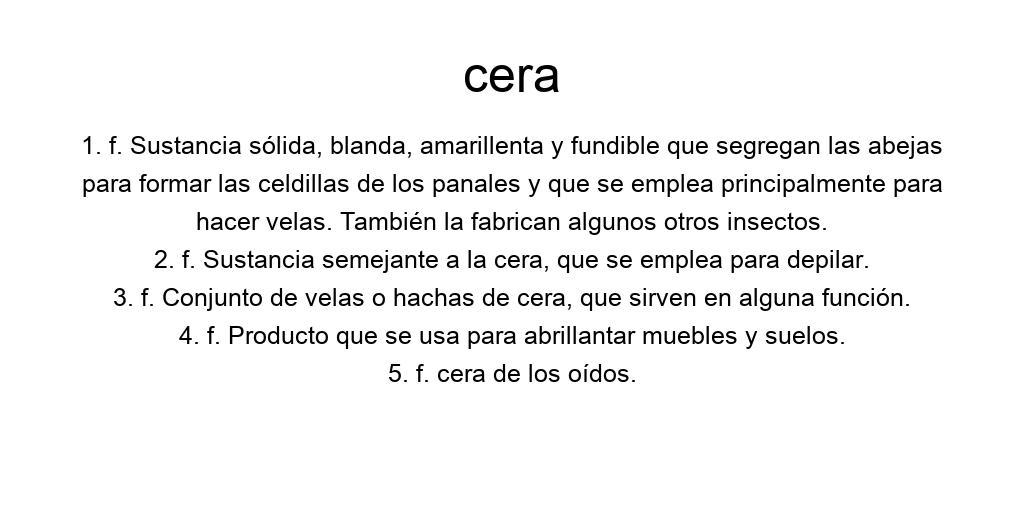 cera
1. f. Sustancia sólida, blanda, amarillenta y fundible que segregan las abejas
para formar las celdillas de los panales y que se emplea principalmente para
hacer velas. También la fabrican algunos otros insectos.
2. f. Sustancia semejante a la cera, que se emplea para depilar.
3. f. Conjunto de velas o hachas de cera, que sirven en alguna función.
4. f. Producto que se usa para abrillantar muebles y suelos.
5. f. cera de los oídos.